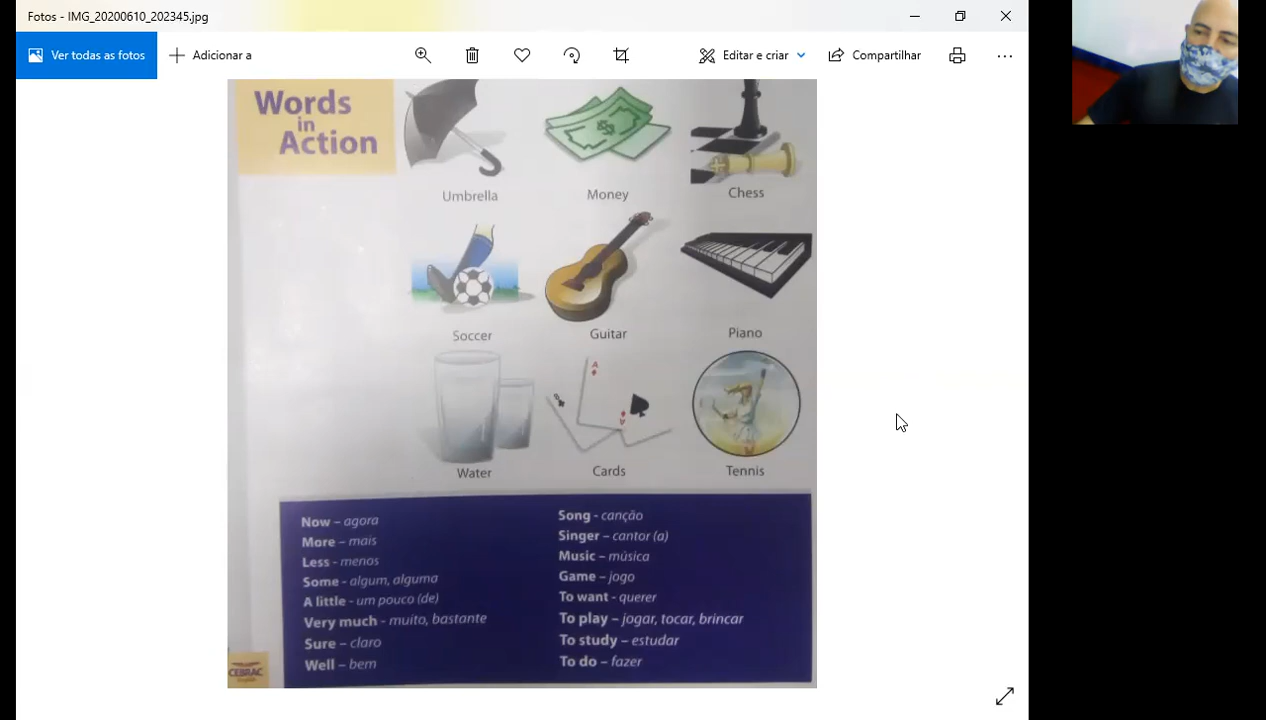 Fotos - IMG_20200610_202345.jpg
Ver todas as fotos
Adicionar a
Editar e criar
Compartilhar
Words
in
Action
Umbrella
Money
Chess
Soccer
Guitar
Piano
A
A
Water
Cards
Tennis
Now – agora
More – mais
Less - menos
Some - algum, alguma
A little - um pouco (de)
Very much - muito, bastante
Sure – claro
Well – bem
Song - canção
Singer – cantor (a)
Music – música
Game – jogo
To want - querer
To play – jogar, tocar, brincar
To study – estudar
To do – fazer
CEBRAC